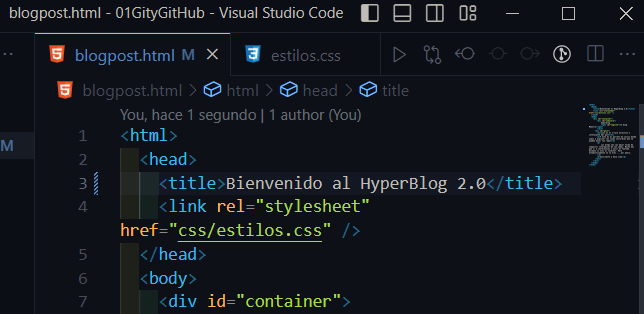 blogpost.html - 01GityGitHub - Visual Studio Code
blogpost.html M
estilos.css
blogpost.html > html > head > title
You, hace 1 segundo | 1 author (You)
M
1 <html>
2 <head>
3 <title>Bienvenido al HyperBlog 2.0</title>
4 <link rel="stylesheet"
href="css/estilos.css" />
5 </head>
6 <body>
7 <div id="container">